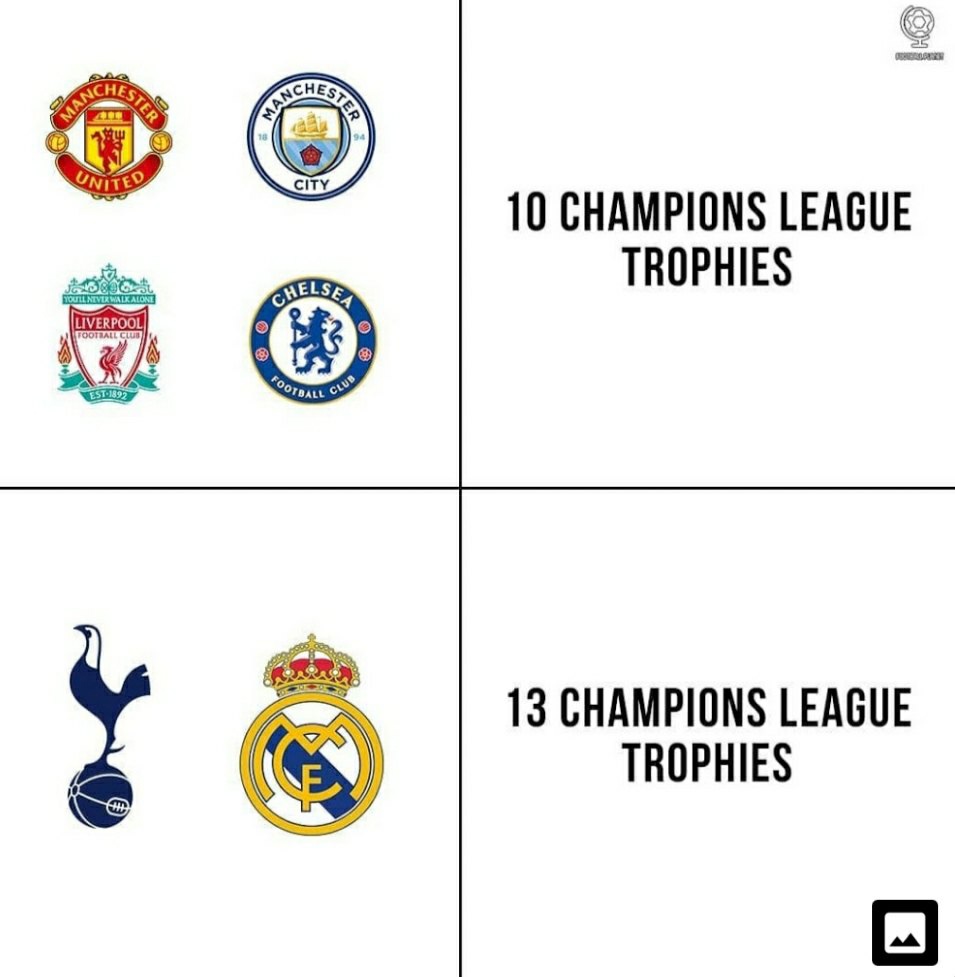 MANCHESTER
UNITED
MANCHESTER
18 94
CITY
10 CHAMPIONS LEAGUE
TROPHIES
YOU'LL NEVER WALK ALONE
LIVERPOOL
FOOTBALL CLUB
EST·1892
CHELSEA
FOOTBALL CLUB
13 CHAMPIONS LEAGUE
TROPHIES